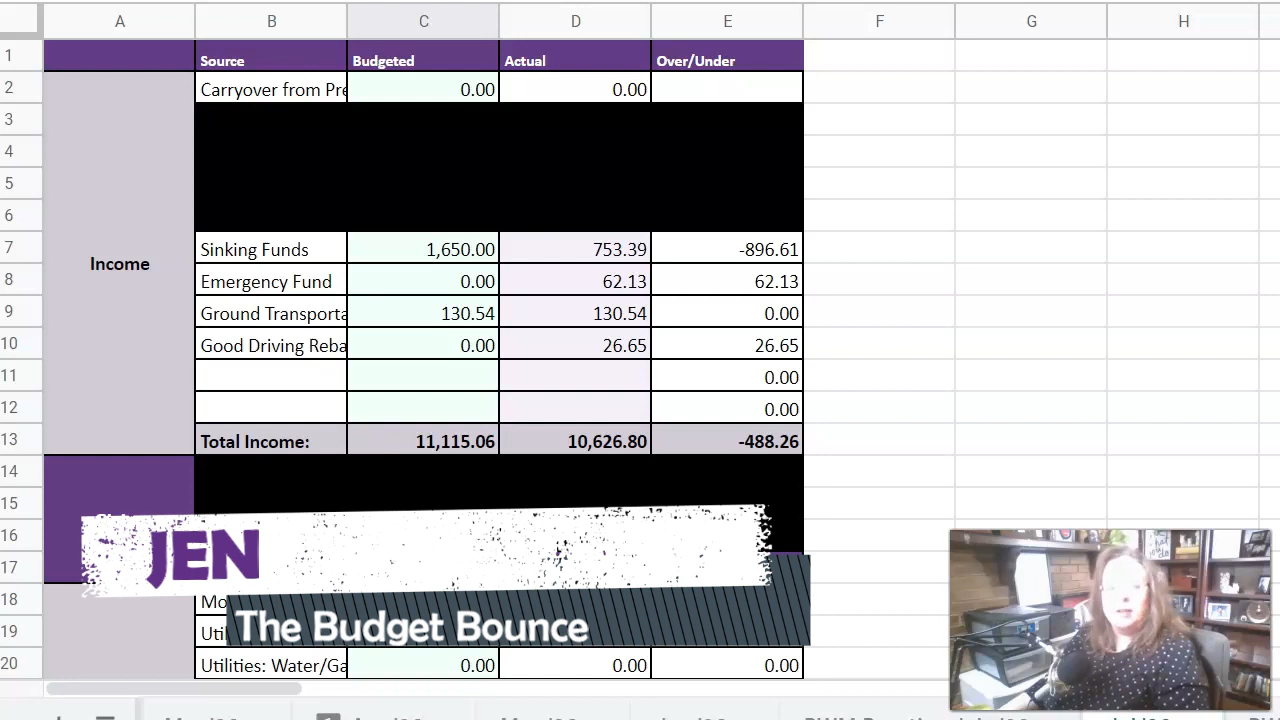 A B C D E F G H
1 Source Budgeted Actual Over/Under
2 Carryover from Pre 0.00 0.00
3
4
5
6
7 Sinking Funds 1,650.00 753.39 -896.61
Income
8 Emergency Fund 0.00 62.13 62.13
9 Ground Transporta 130.54 130.54 0.00
10 Good Driving Reba 0.00 26.65 26.65
11 0.00
12 0.00
13 Total Income: 11,115.06 10,626.80 -488.26
14
15
16
JEN
17
18 Mo
19 Util
The Budget Bounce
20 Utilities: Water/Ga 0.00 0.00 0.00